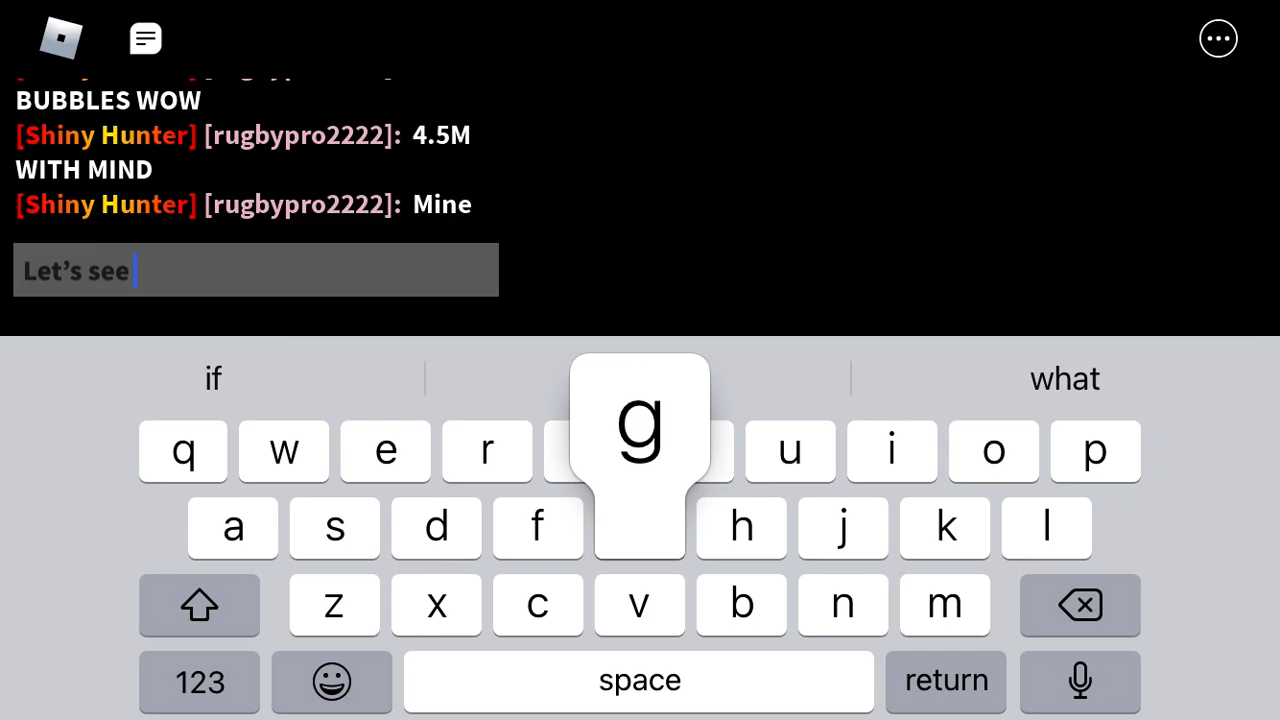 BUBBLES WOW
[Shiny Hunter] [rugbypro2222]: 4.5M
WITH MIND
[Shiny Hunter] [rugbypro2222]: Mine
Let’s see
if what
g
q w e r u i o p
a s d f h j k l
z x c v b n m
123 space return